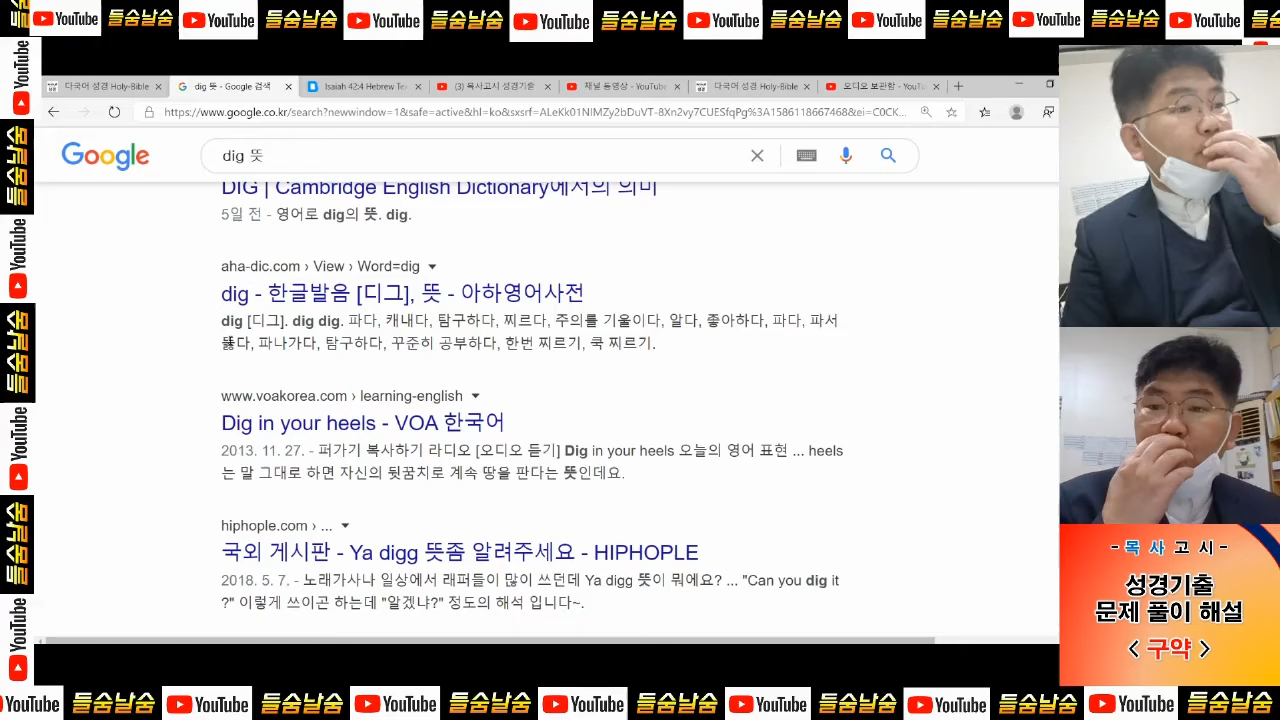 YouTube 들숨날숨 YouTube 들숨날숨 YouTube 들숨날숨 YouTube 들숨날숨 YouTube 들숨날숨 YouTube 들숨날숨 YouTube 들숨날숨 YouTube
다국어 성경 Holy-Bible
dig 뜻 - Google 검색
Isaiah 42:4 Hebrew Te
(3) 목사고시 성경기출
채널 동영상 - YouTube
다국어 성경 Holy-Bible
오디오 보관함 - YouT
https://www.google.co.kr/search?newwindow=1&safe=active&hl=ko&sxsrf=ALeKk01NIMZy2bDuVT-8Xn2vy7CUESfqPg%3A1586118667468&ei=C0CK...
Google
dig 뜻
DIG | Cambridge English Dictionary에서의 의미
5일 전 - 영어로 dig의 뜻. dig.
aha-dic.com › View › Word=dig
dig - 한글발음 [디그], 뜻 - 아하영어사전
dig [디그]. dig dig. 파다, 캐내다, 탐구하다, 찌르다, 주의를 기울이다, 알다, 좋아하다, 파다, 파서
뚫다, 파나가다, 탐구하다, 꾸준히 공부하다, 한번 찌르기, 쿡 찌르기.
www.voakorea.com › learning-english
Dig in your heels - VOA 한국어
2013. 11. 27. - 퍼가기 복사하기 라디오 [오디오 듣기] Dig in your heels 오늘의 영어 표현 ... heels
는 말 그대로 하면 자신의 뒷꿈치로 계속 땅을 판다는 뜻인데요.
hiphople.com › ...
국외 게시판 - Ya digg 뜻좀 알려주세요 - HIPHOPLE
2018. 5. 7. - 노래가사나 일상에서 래퍼들이 많이 쓰던데 Ya digg 뜻이 뭐에요? ... "Can you dig it
?" 이렇게 쓰이곤 하는데 "알겠냐?" 정도의 해석 입니다~.
- 목 사 고 시 -
성경기출
문제 풀이 해설
< 구약 >
YouTube
들숨날숨
YouTube
들숨날숨
YouTube
들숨날숨
YouTube
YouTube 들숨날숨 YouTube 들숨날숨 YouTube 들숨날숨 YouTube 들숨날숨 YouTube 들숨날숨 YouTube 들숨날숨 YouTube 들숨날숨